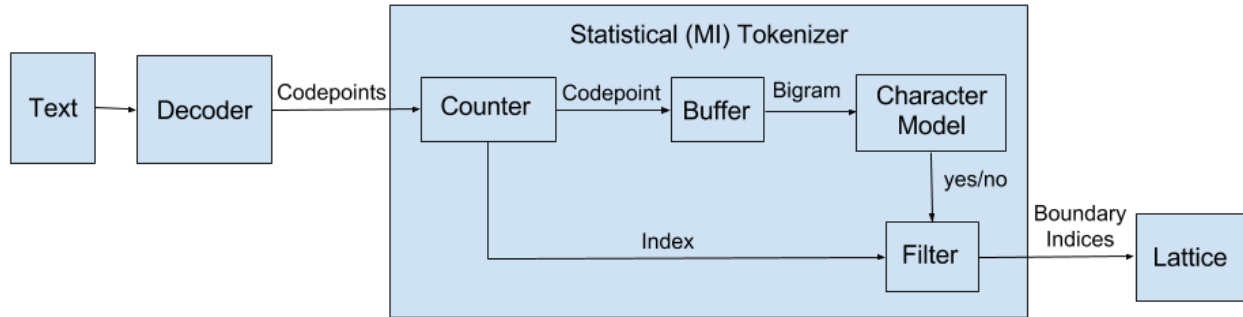 Statistical (MI) Tokenizer
Text
Decoder
Codepoints
Counter
Codepoint
Buffer
Bigram
Character
Model
yes/no
Index
Filter
Boundary
Indices
Lattice